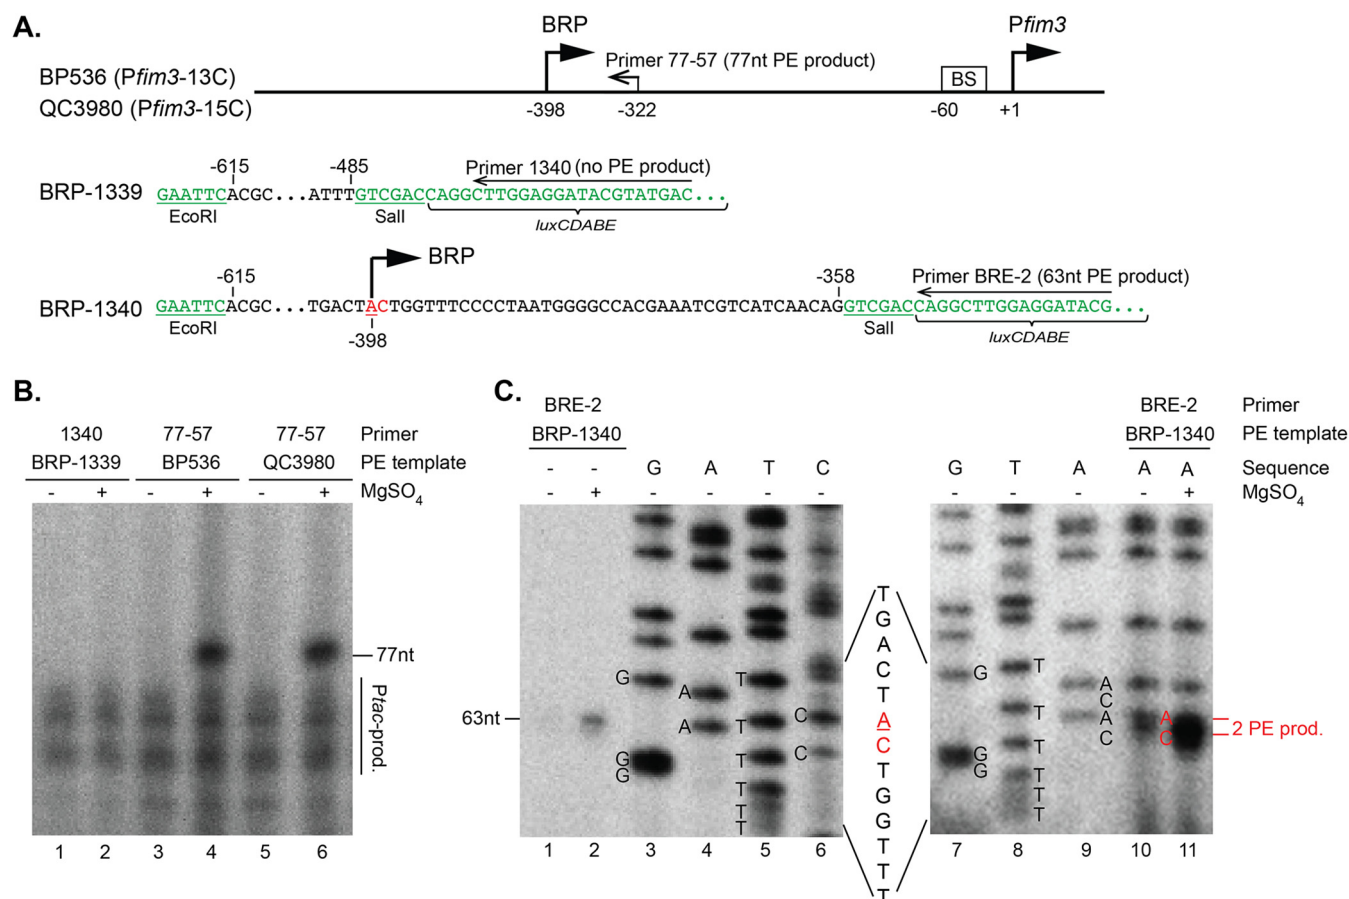 A.
BRP
Pfim3
Primer 77-57 (77nt PE product)
BP536 (Pfim3-13C)
BS
QC3980 (Pfim3-15C)
-398
-322
-60
+1
-615
-485
Primer 1340 (no PE product)
BRP-1339
GAATTCACGC...ATTTGTCGACCAGGCTTGGAGGATACGTATGAC...
EcoRI
SalI
luxCDABE
BRP
-615
-358
Primer BRE-2 (63nt PE product)
BRP-1340
GAATTCACGC...TGACTACTGGTTTCCCCTAATGGGGCCACGAAATCGTCATCAACAGGTCGACCAGGCTTGGAGGATACG...
EcoRI
-398
SalI
luxCDABE
B.
1340 77-57 77-57 Primer
BRP-1339 BP536 QC3980 PE template
- + - + - + MgSO4
77nt
Ptac-prod.
1 2 3 4 5 6
C.
BRE-2 BRE-2 Primer
BRP-1340 BRP-1340 PE template
- - G A T C G T A A A Sequence
- + - - - - - - - - + MgSO4
63nt
G
G
G
A
A
T
T
T
T
T
T
C
C
T
G
A
C
T
A
C
T
G
G
T
T
T
G
G
G
T
T
T
T
T
T
A
C
A
C
A
C
2 PE prod.
1 2 3 4 5 6 7 8 9 10 11